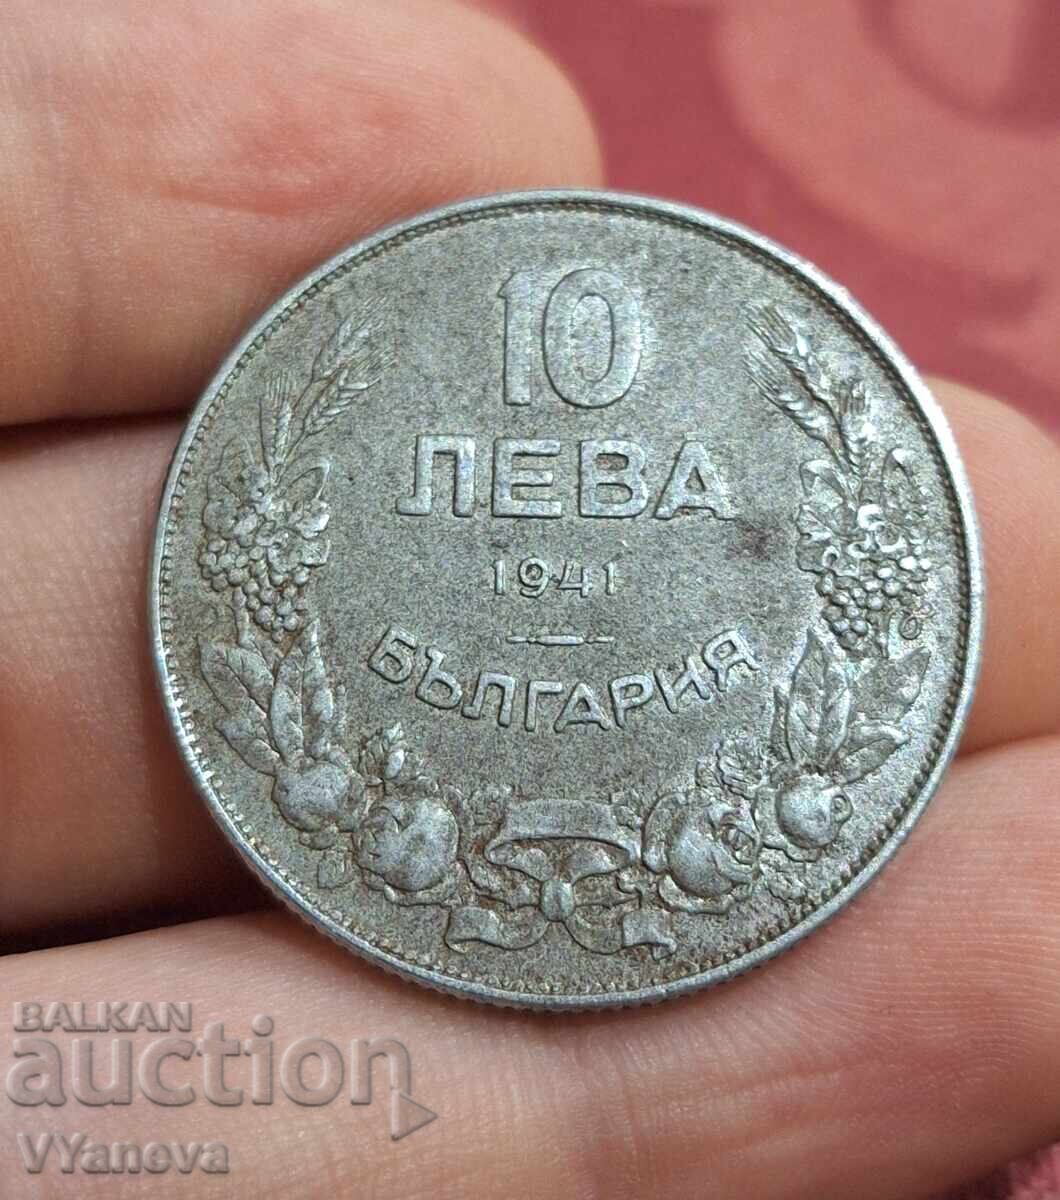 10
ЛЕВА
1941
БЪЛГАРИЯ
BALKAN
auction
VYaneva